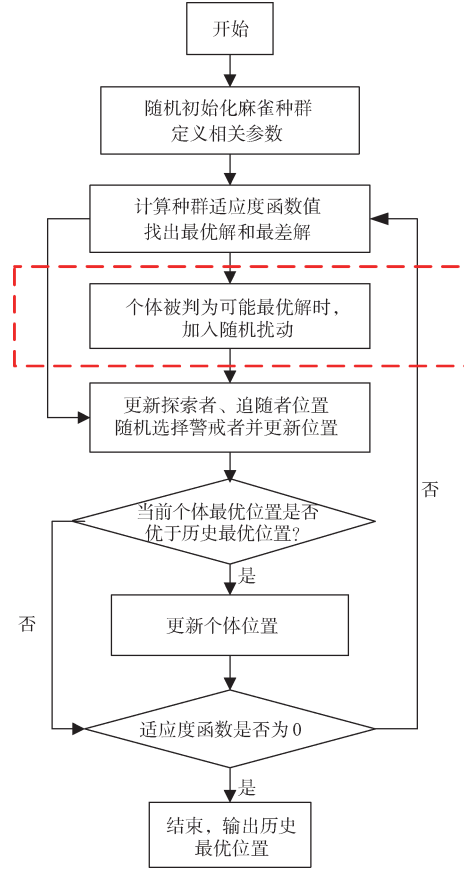 开始
随机初始化麻雀种群
定义相关参数
计算种群适应度函数值
找出最优解和最差解
个体被判为可能最优解时,
加入随机扰动
更新探索者、追随者位置
随机选择警戒者并更新位置
否
当前个体最优位置是否
优于历史最优位置?
是
否
更新个体位置
适应度函数是否为0
是
结束, 输出历史
最优位置